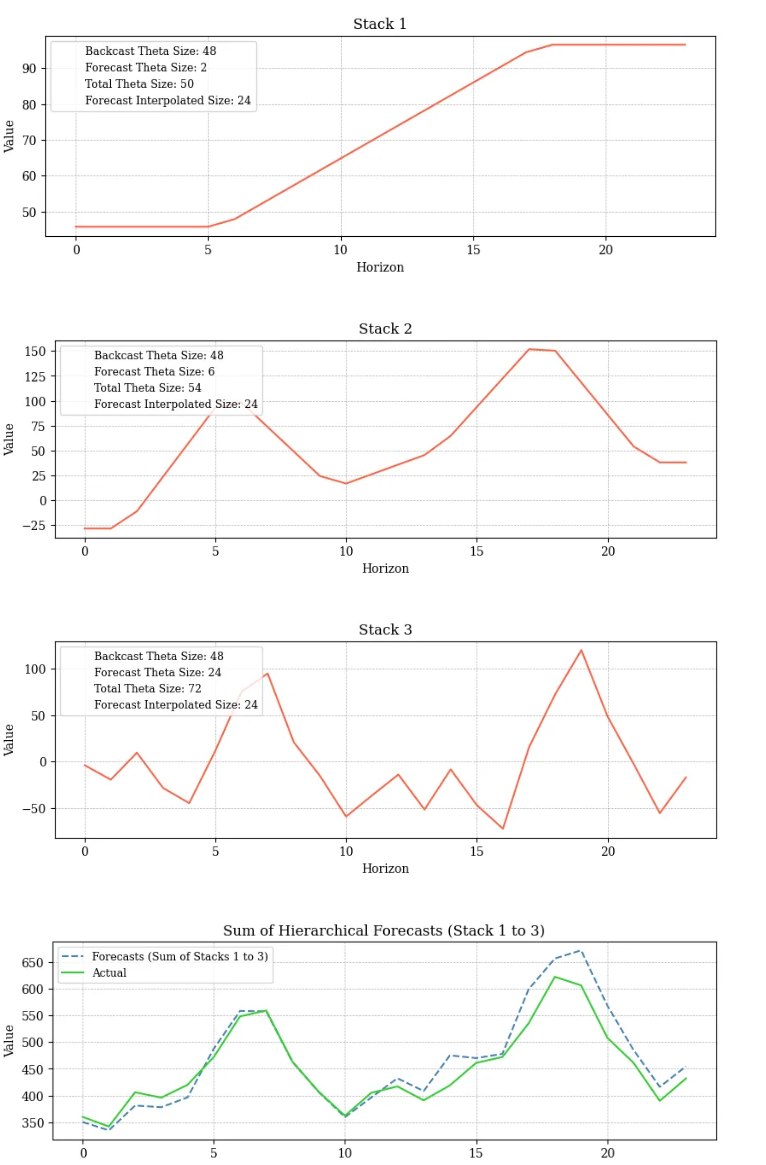 Stack 1
Backcast Theta Size: 48
Forecast Theta Size: 2
Total Theta Size: 50
Forecast Interpolated Size: 24
90
80
70
60
50
Value
0 5 10 15 20
Horizon
Stack 2
Backcast Theta Size: 48
Forecast Theta Size: 6
Total Theta Size: 54
Forecast Interpolated Size: 24
150
125
100
75
50
25
0
−25
Value
0 5 10 15 20
Horizon
Stack 3
Backcast Theta Size: 48
Forecast Theta Size: 24
Total Theta Size: 72
Forecast Interpolated Size: 24
100
50
0
−50
Value
0 5 10 15 20
Horizon
Sum of Hierarchical Forecasts (Stack 1 to 3)
Forecasts (Sum of Stacks 1 to 3)
Actual
650
600
550
500
450
400
350
Value
0 5 10 15 20